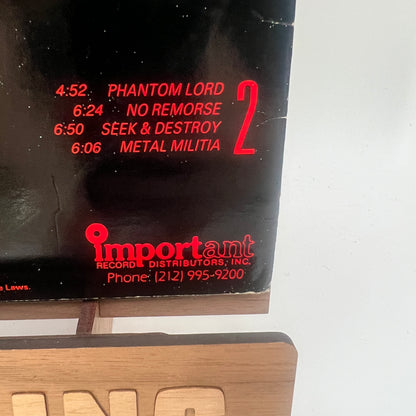 4:52 PHANTOM LORD
6:24 NO REMORSE
6:50 SEEK & DESTROY
6:06 METAL MILITIA
2
important
RECORD DISTRIBUTORS, INC.
Phone: (212) 995-9200
Laws.